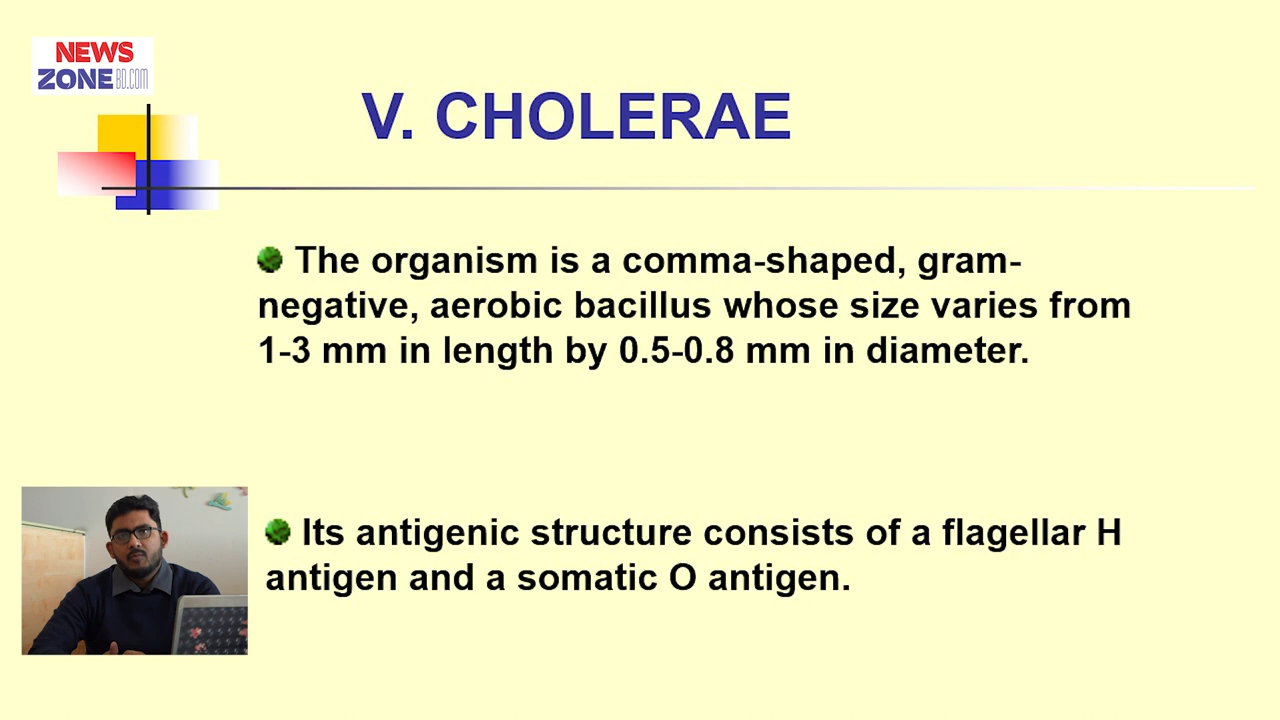 NEWS
ZONE BD.COM
V. CHOLERAE
The organism is a comma-shaped, gram-
negative, aerobic bacillus whose size varies from
1-3 mm in length by 0.5-0.8 mm in diameter.
Its antigenic structure consists of a flagellar H
antigen and a somatic O antigen.